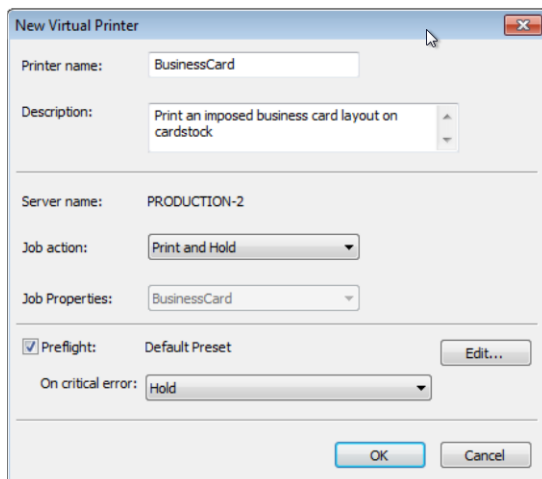 New Virtual Printer
Printer name: BusinessCard
Description: Print an imposed business card layout on
cardstock
Server name: PRODUCTION-2
Job action: Print and Hold
Job Properties: BusinessCard
Preflight: Default Preset Edit...
On critical error: Hold
OK Cancel